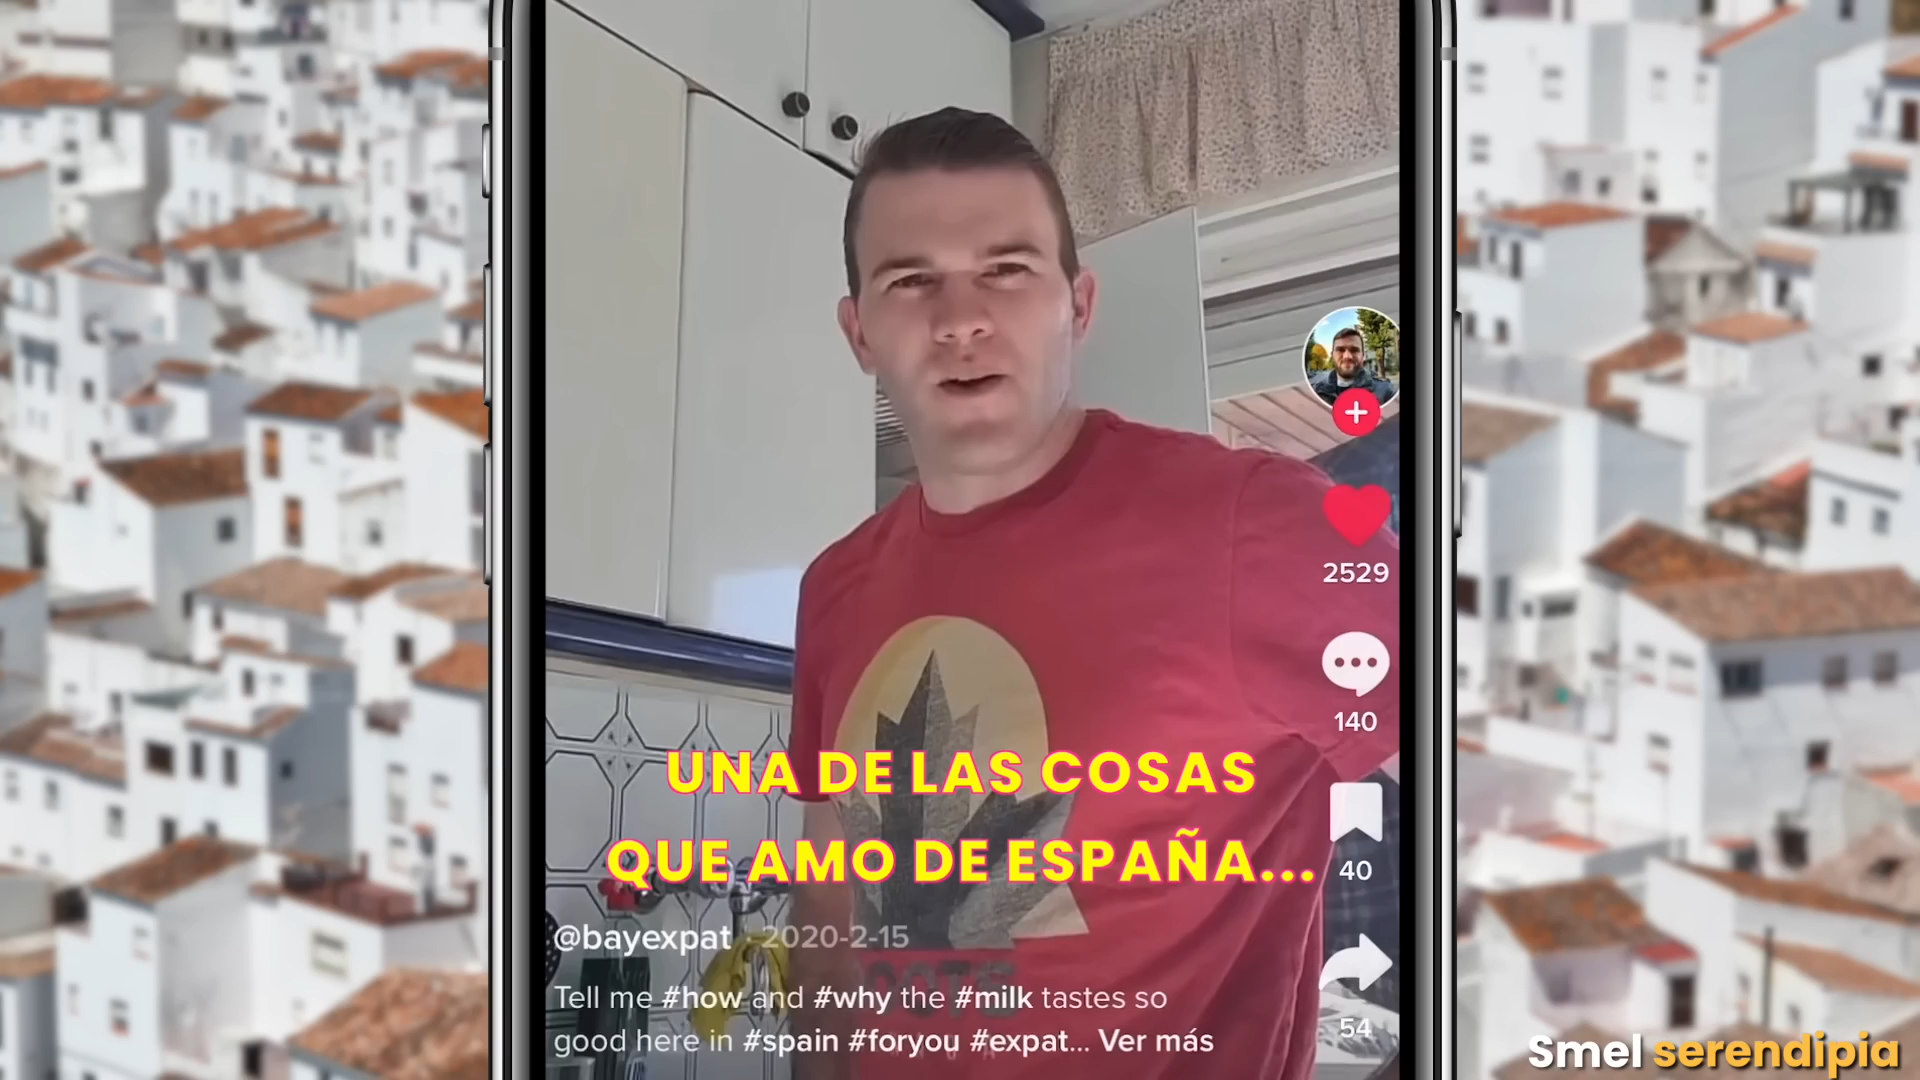 2529
140
UNA DE LAS COSAS
QUE AMO DE ESPAÑA...
40
@bayexpat · 2020-2-15
Tell me #how and #why the #milk tastes so
good here in #spain #foryou #expat... Ver más
54
Smel serendipia